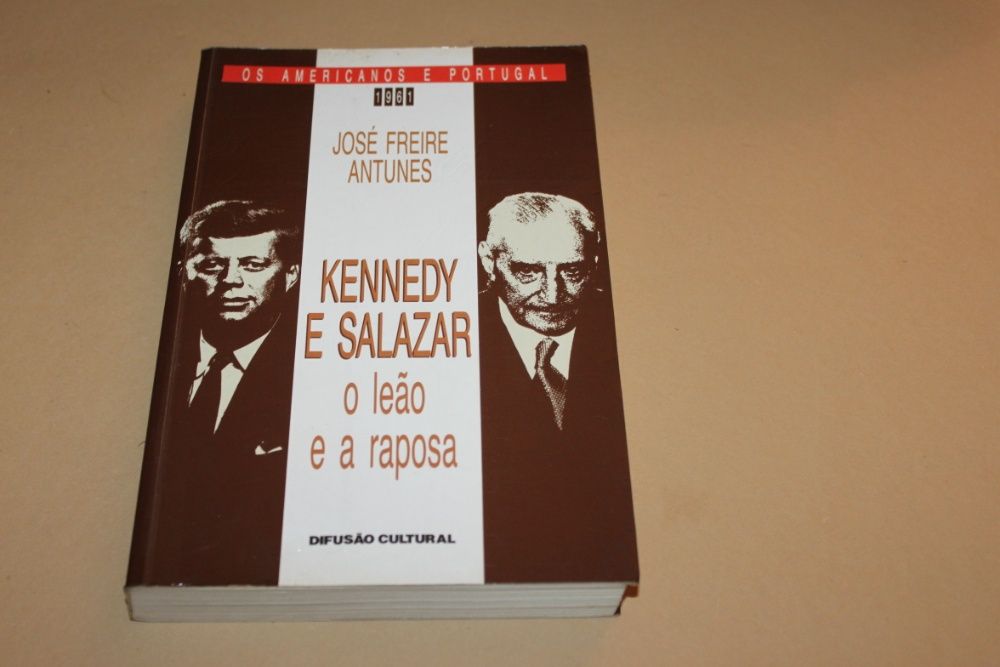 OS AMERICANOS E PORTUGAL
1961
JOSÉ FREIRE
ANTUNES
KENNEDY
E SALAZAR
o leão
e a raposa
DIFUSÃO CULTURAL